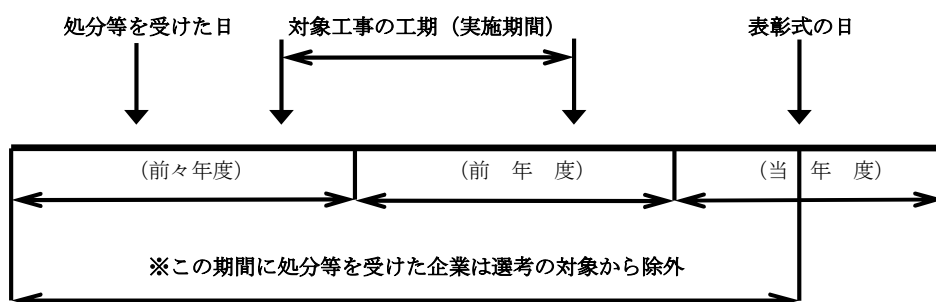 処分等を受けた日 対象工事の工期（実施期間） 表彰式の日
（前々年度） （前　年　度） （当　年　度）
※この期間に処分等を受けた企業は選考の対象から除外